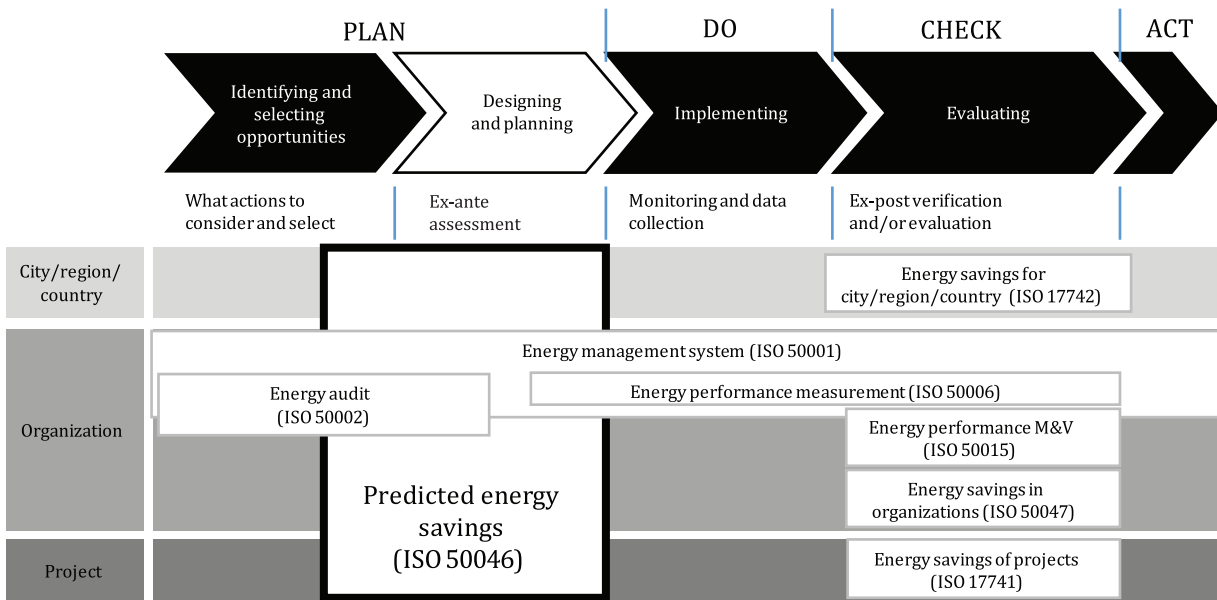 PLAN
DO
CHECK
ACT
Identifying and
selecting
opportunities
Designing
and planning
Implementing
Evaluating
What actions to
consider and select
Ex-ante
assessment
Monitoring and data
collection
Ex-post verification
and/or evaluation
City/region/
country
Energy savings for
city/region/country (ISO 17742)
Organization
Energy management system (ISO 50001)
Energy audit
(ISO 50002)
Energy performance measurement (ISO 50006)
Energy performance M&V
(ISO 50015)
Energy savings in
organizations (ISO 50047)
Predicted energy
savings
(ISO 50046)
Project
Energy savings of projects
(ISO 17741)